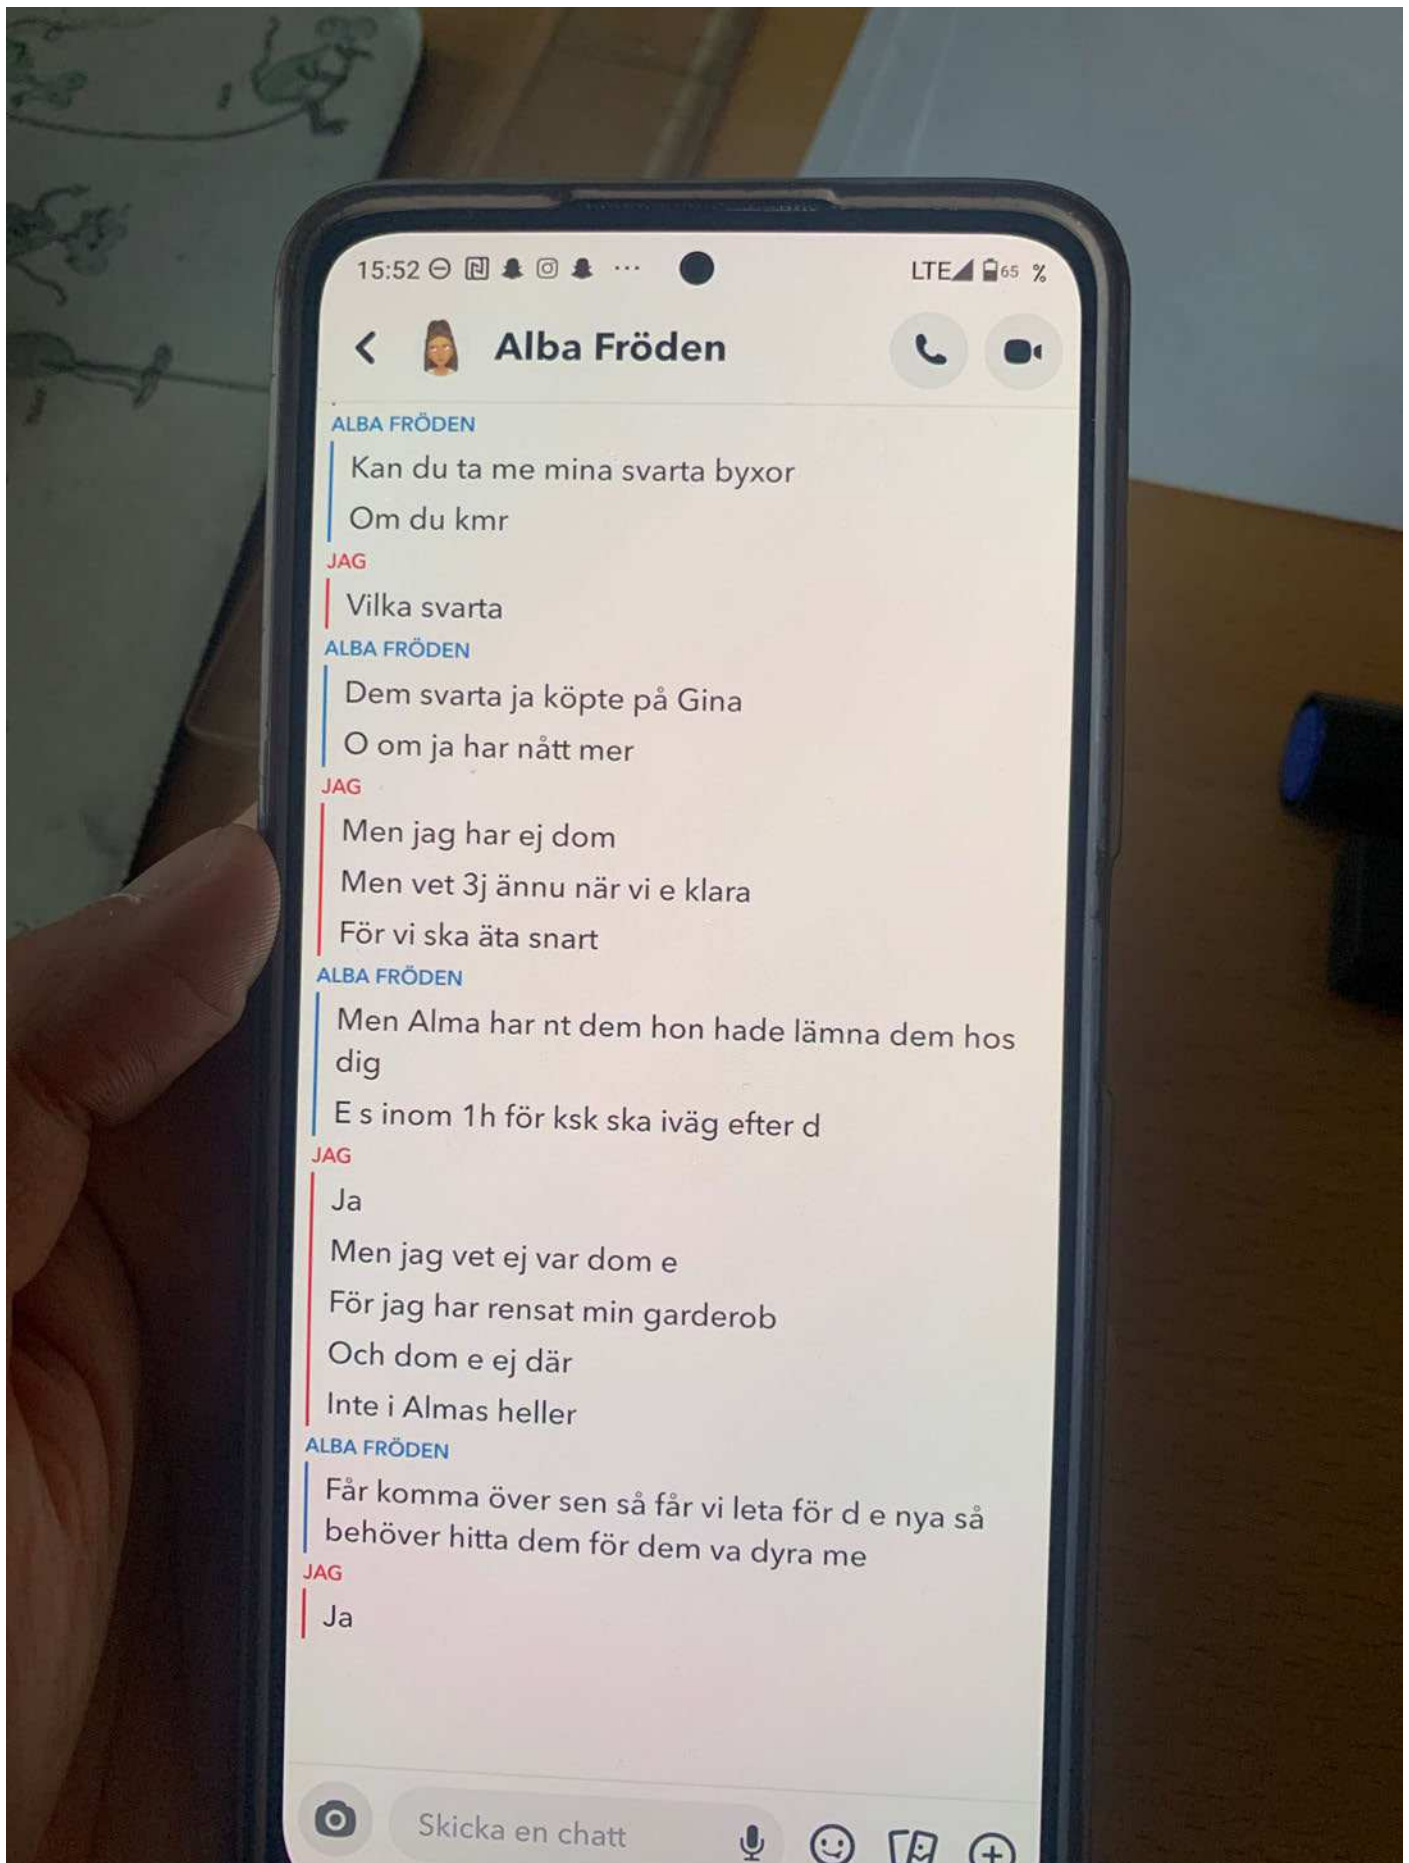 15:52
LTE 65 %
Alba Fröden
ALBA FRÖDEN
Kan du ta me mina svarta byxor
Om du kmr
JAG
Vilka svarta
ALBA FRÖDEN
Dem svarta ja köpte på Gina
O om ja har nått mer
JAG
Men jag har ej dom
Men vet 3j ännu när vi e klara
För vi ska äta snart
ALBA FRÖDEN
Men Alma har nt dem hon hade lämna dem hos
dig
E s inom 1h för ksk ska iväg efter d
JAG
Ja
Men jag vet ej var dom e
För jag har rensat min garderob
Och dom e ej där
Inte i Almas heller
ALBA FRÖDEN
Får komma över sen så får vi leta för d e nya så
behöver hitta dem för dem va dyra me
JAG
Ja
Skicka en chatt